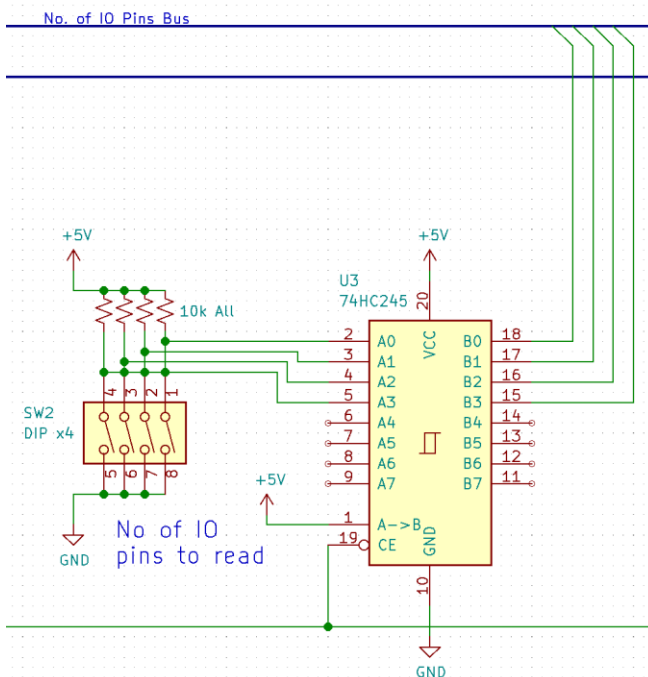 No. of IO Pins Bus
+5V
+5V
U3
74HC245
10k All
20
VCC
2 A0 B0 18
3 A1 B1 17
4 A2 B2 16
5 A3 B3 15
6 A4 B4 14
7 A5 B5 13
8 A6 B6 12
9 A7 B7 11
4 3 2 1
SW2
DIP x4
5 6 7 8
+5V
1 A->B
19 CE
GND
10
GND
No of IO
pins to read
GND